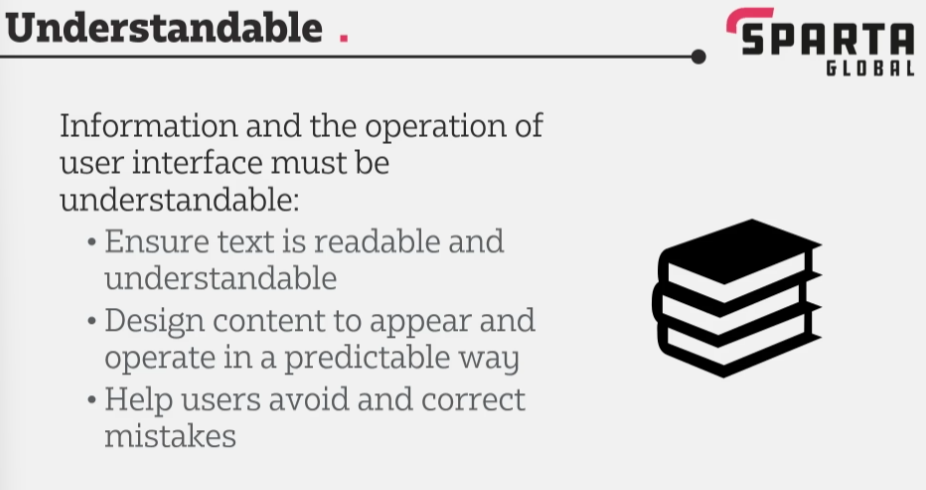 Understandable .
SPARTA
GLOBAL
Information and the operation of
user interface must be
understandable:
• Ensure text is readable and
understandable
• Design content to appear and
operate in a predictable way
• Help users avoid and correct
mistakes